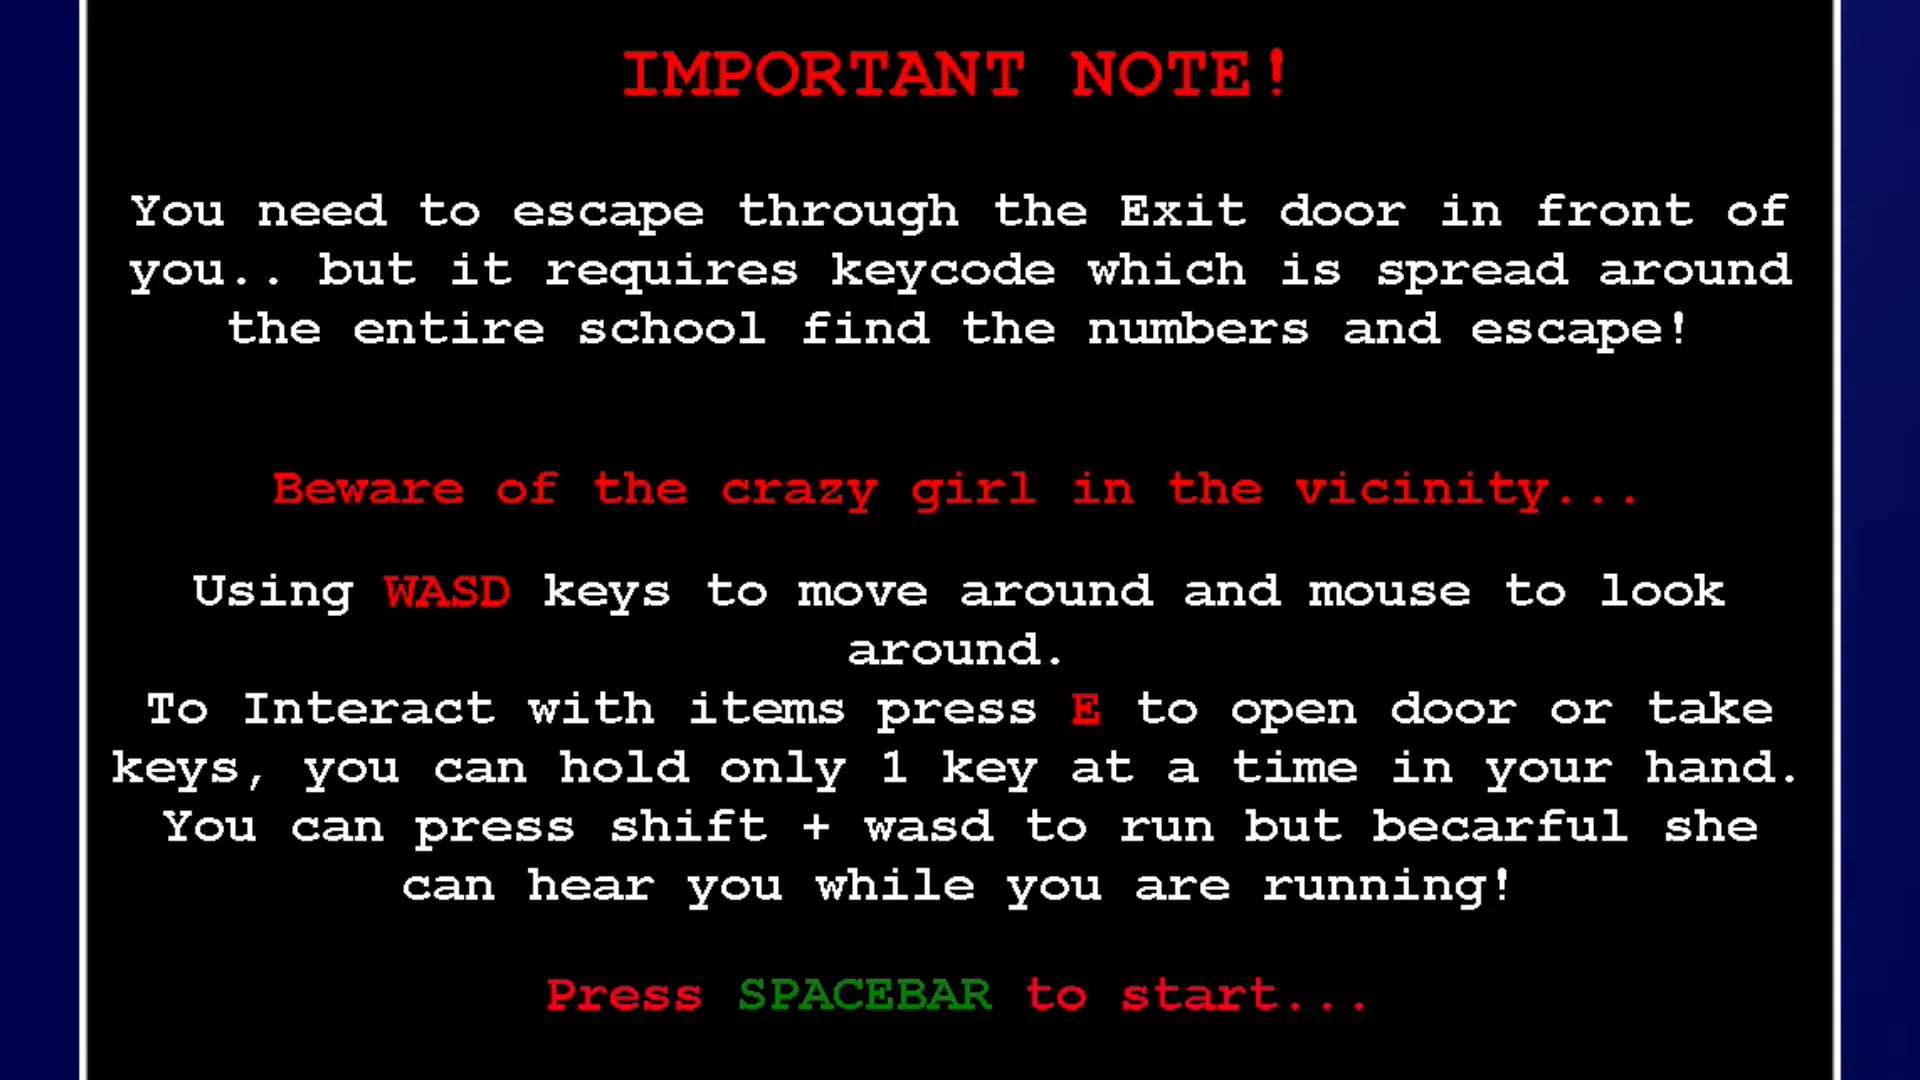 IMPORTANT NOTE!
You need to escape through the Exit door in front of
you.. but it requires keycode which is spread around
the entire school find the numbers and escape!
Beware of the crazy girl in the vicinity...
Using WASD keys to move around and mouse to look
around.
To Interact with items press E to open door or take
keys, you can hold only 1 key at a time in your hand.
You can press shift + wasd to run but becarful she
can hear you while you are running!
Press SPACEBAR to start...